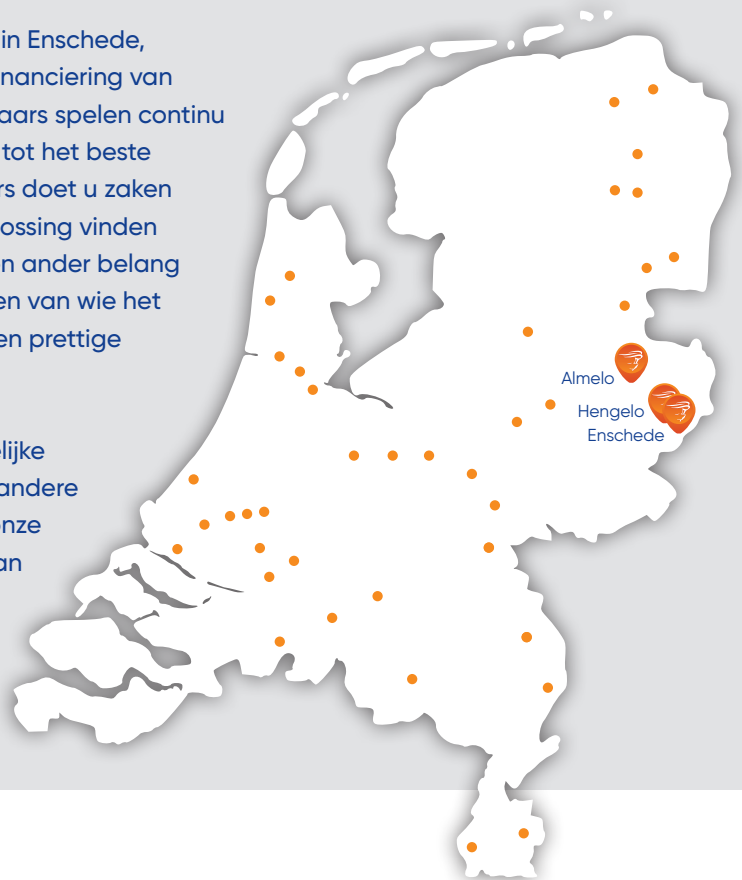 in Enschede,
nanciering van
aars spelen continu
tot het beste
rs doet u zaken
ossing vinden
n ander belang
en van wie het
en prettige
elijke
andere
onze
an
Almelo
Hengelo
Enschede